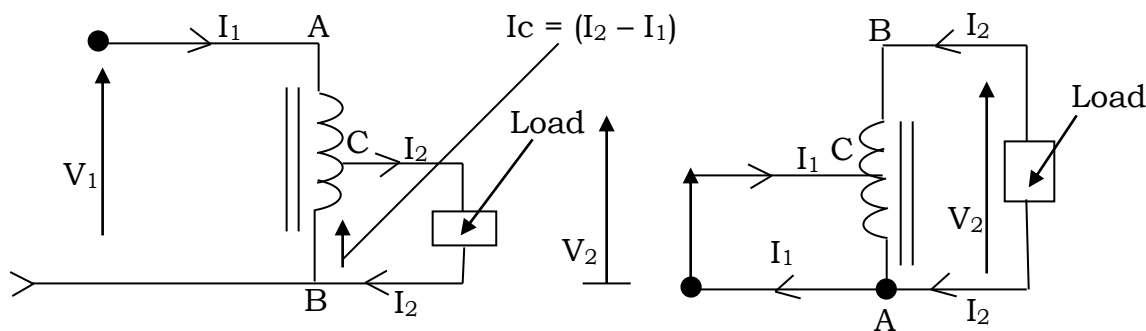 I₁ A Ic = (I₂ – I₁)
Load
C I₂
V₁
V₂
B I₂
B I₂
Load
C
I₁
V₂
I₁
I₂
A